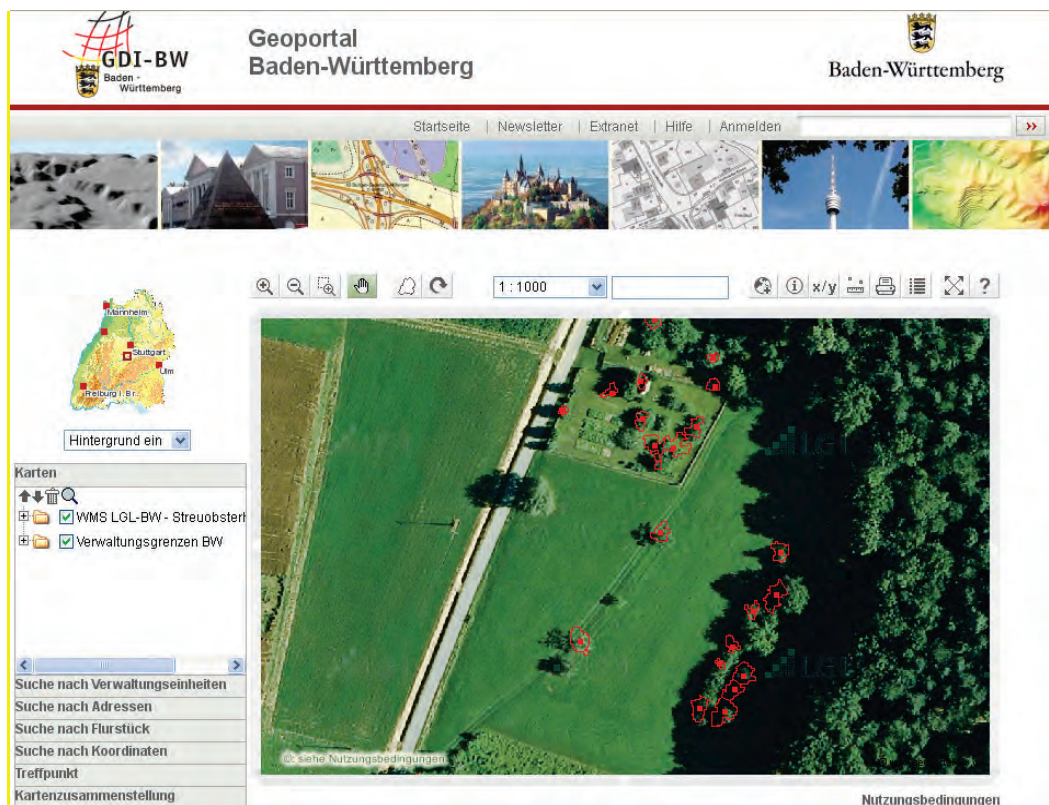 GDI-BW
Baden-
Württemberg
Geoportal
Baden-Württemberg
Baden-Württemberg
Startseite | Newsletter | Extranet | Hilfe | Anmelden
1 : 1000
x/y
?
Mannheim
Stuttgart
Ulm
Freiburg i. Br.
Hintergrund ein
Karten
WMS LGL-BW - Streuobsterh
Verwaltungsgrenzen BW
Suche nach Verwaltungseinheiten
Suche nach Adressen
Suche nach Flurstück
Suche nach Koordinaten
Treffpunkt
Kartenzusammenstellung
LGL
LGL
©: siehe Nutzungsbedingungen
Nutzungsbedingungen